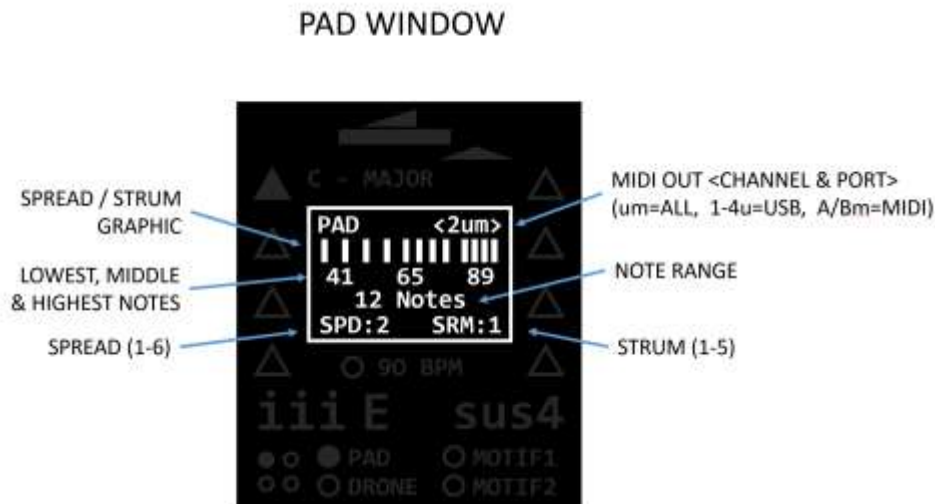 PAD WINDOW
C - MAJOR
SPREAD / STRUM
GRAPHIC
MIDI OUT <CHANNEL & PORT>
(um=ALL, 1-4u=USB, A/Bm=MIDI)
PAD <2um>
LOWEST, MIDDLE
& HIGHEST NOTES
41 65 89
NOTE RANGE
12 Notes
SPREAD (1-6)
SPD:2 SRM:1
STRUM (1-5)
90 BPM
iii E sus4
PAD MOTIF1
DRONE MOTIF2